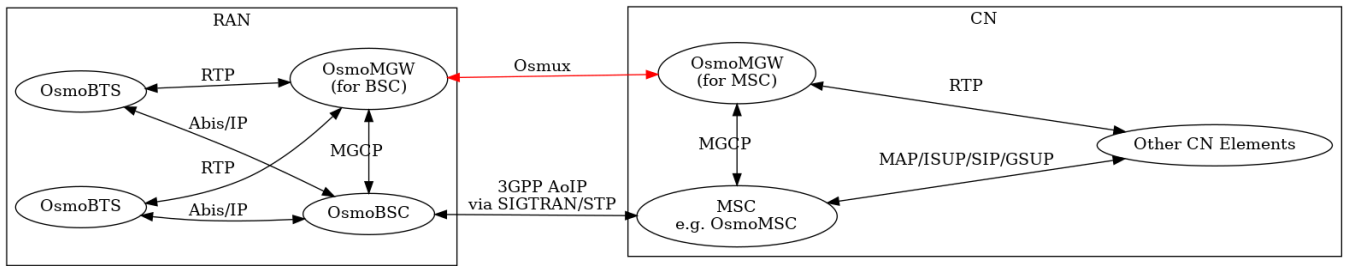 RAN
CN
OsmoBTS
RTP
OsmoMGW
(for BSC)
Osmux
OsmoMGW
(for MSC)
RTP
Abis/IP
MGCP
MGCP
Other CN Elements
MAP/ISUP/SIP/GSUP
RTP
OsmoBTS
Abis/IP
OsmoBSC
3GPP AoIP
via SIGTRAN/STP
MSC
e.g. OsmoMSC